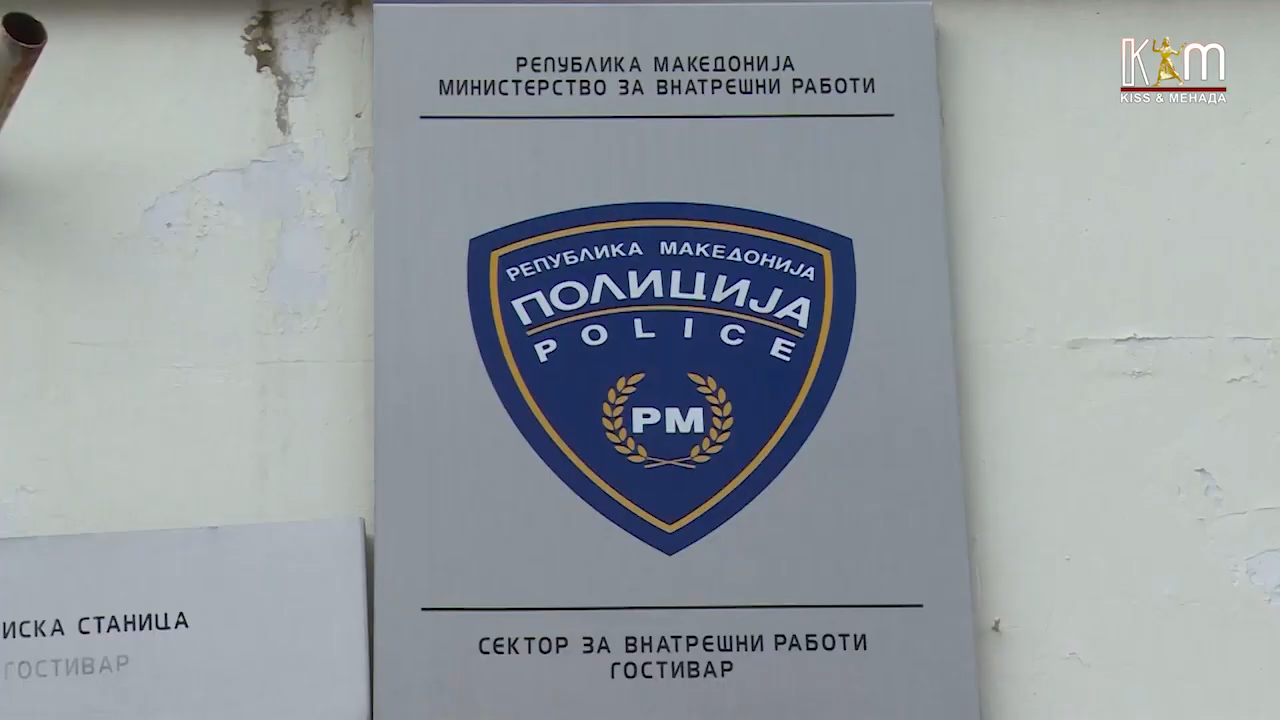 РЕПУБЛИКА МАКЕДОНИЈА
МИНИСТЕРСТВО ЗА ВНАТРЕШНИ РАБОТИ
РЕПУБЛИКА МАКЕДОНИЈА
ПОЛИЦИЈА
POLICE
РМ
СЕКТОР ЗА ВНАТРЕШНИ РАБОТИ
ГОСТИВАР
ИСКА СТАНИЦА
ГОСТИВАР
KM
KISS & МЕНАДА